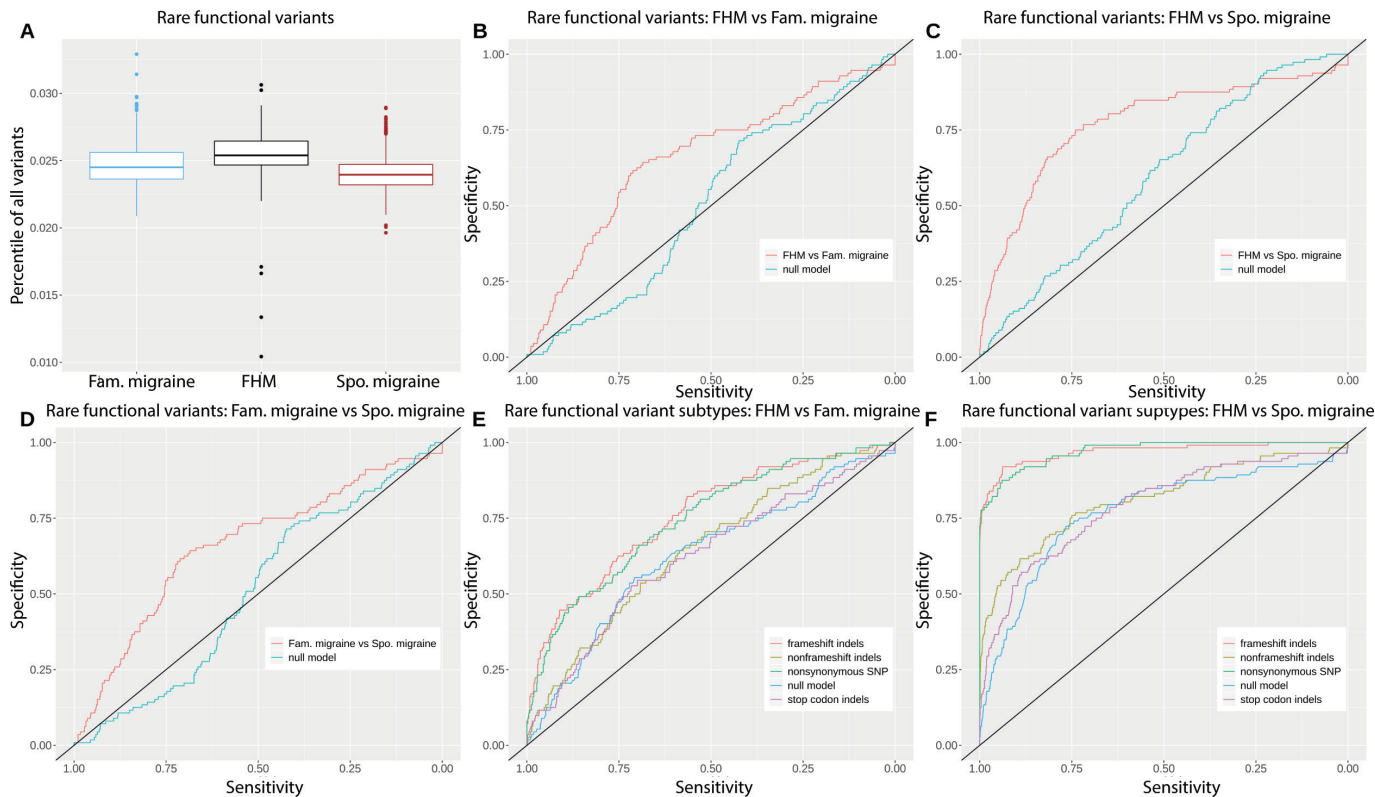 Rare functional variants
A
Percentile of all variants
0.030
0.025
0.020
0.015
0.010
Fam. migraine
FHM
Spo. migraine
Rare functional variants: FHM vs Fam. migraine
B
Specificity
1.00
0.75
0.50
0.25
0.00
FHM vs Fam. migraine
null model
1.00
0.75
0.50
0.25
0.00
Sensitivity
Rare functional variants: FHM vs Spo. migraine
C
Specificity
1.00
0.75
0.50
0.25
0.00
FHM vs Spo. migraine
null model
1.00
0.75
0.50
0.25
0.00
Sensitivity
Rare functional variants: Fam. migraine vs Spo. migraine
D
Specificity
1.00
0.75
0.50
0.25
0.00
Fam. migraine vs Spo. migraine
null model
1.00
0.75
0.50
0.25
0.00
Sensitivity
Rare functional variant subtypes: FHM vs Fam. migraine
E
Specificity
1.00
0.75
0.50
0.25
0.00
frameshift indels
nonframeshift indels
nonsynonymous SNP
null model
stop codon indels
1.00
0.75
0.50
0.25
0.00
Sensitivity
Rare functional variant suptypes: FHM vs Spo. migraine
F
Specificity
1.00
0.75
0.50
0.25
0.00
frameshift indels
nonframeshift indels
nonsynonymous SNP
null model
stop codon indels
1.00
0.75
0.50
0.25
0.00
Sensitivity